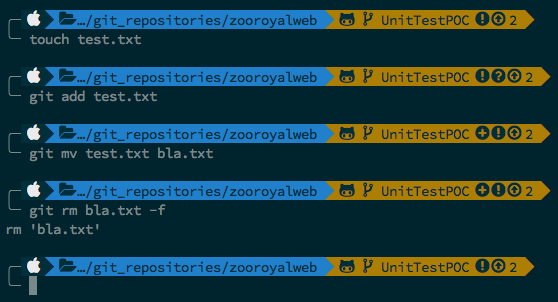 …/git_repositories/zooroyalweb UnitTestPOC ! 2
touch test.txt
…/git_repositories/zooroyalweb UnitTestPOC ! ? 2
git add test.txt
…/git_repositories/zooroyalweb UnitTestPOC + ! 2
git mv test.txt bla.txt
…/git_repositories/zooroyalweb UnitTestPOC + ! 2
git rm bla.txt -f
rm 'bla.txt'
…/git_repositories/zooroyalweb UnitTestPOC ! 2